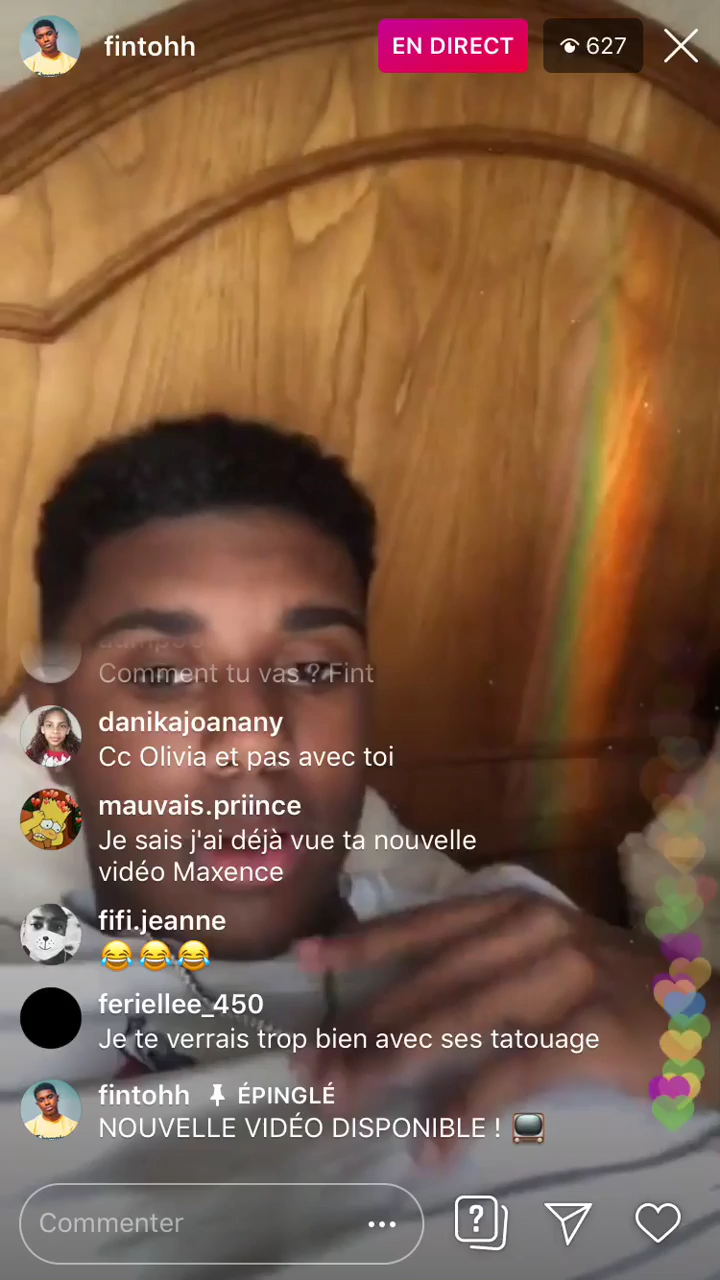 fintohh
EN DIRECT
627
Comment tu vas ? Fint
danikajoanany
Cc Olivia et pas avec toi
mauvais.priince
Je sais j'ai déjà vue ta nouvelle
vidéo Maxence
fifi.jeanne
😂😂😂
feriellee_450
Je te verrais trop bien avec ses tatouage
fintohh ÉPINGLÉ
NOUVELLE VIDÉO DISPONIBLE ! 📺
Commenter